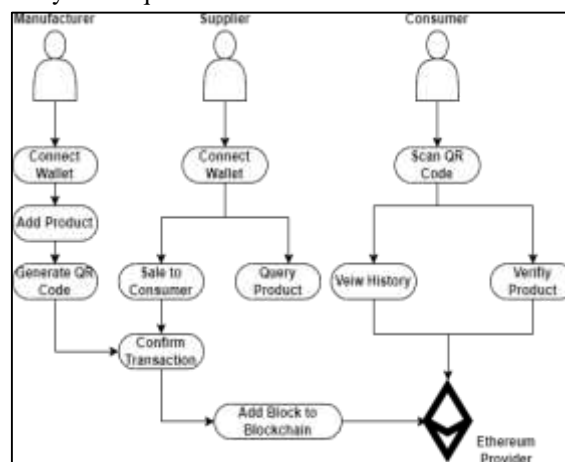 Manufacturer
Supplier
Consumer
Connect
Wallet
Connect
Wallet
Scan QR
Code
Add Product
Generate QR
Code
Sale to
Consumer
Query
Product
Veiw History
Verifiy
Product
Confirm
Transaction
Add Block to
Blockchain
Ethereum
Provider